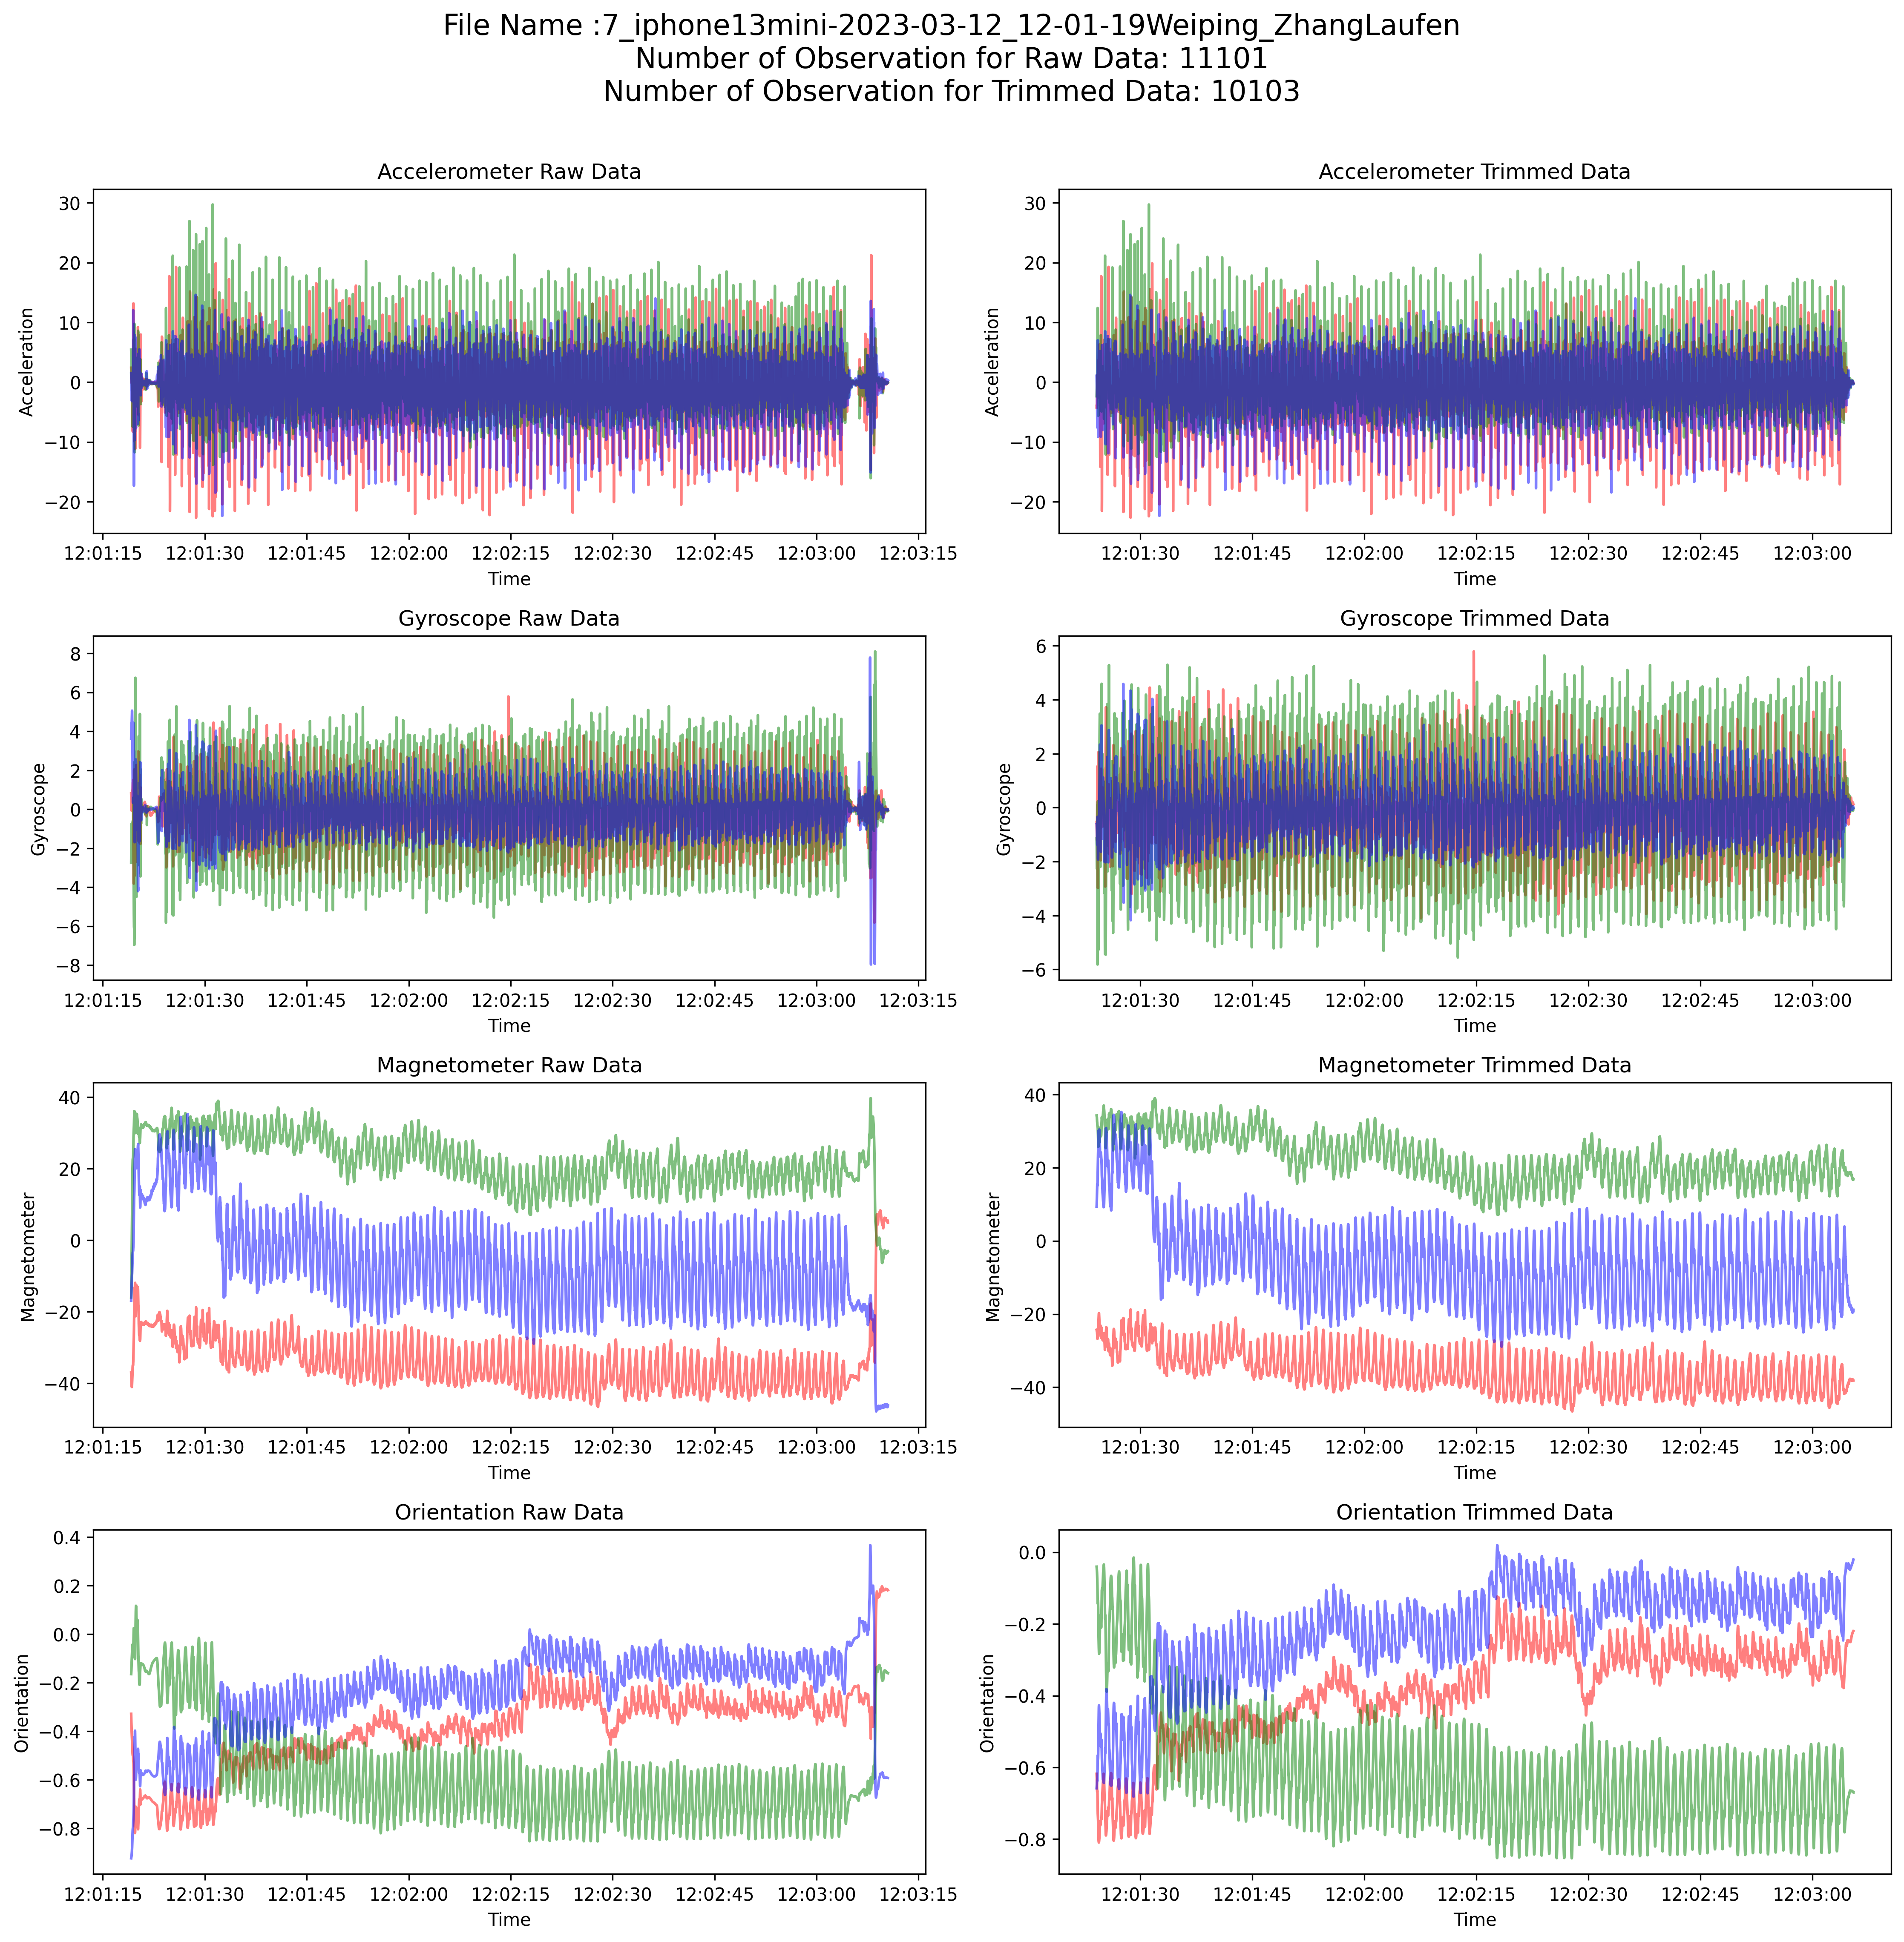 File Name :7_iphone13mini-2023-03-12_12-01-19Weiping_ZhangLaufen
Number of Observation for Raw Data: 11101
Number of Observation for Trimmed Data: 10103
Accelerometer Raw Data
30
20
10
0
−10
−20
Acceleration
12:01:15 12:01:30 12:01:45 12:02:00 12:02:15 12:02:30 12:02:45 12:03:00 12:03:15
Time
Accelerometer Trimmed Data
30
20
10
0
−10
−20
Acceleration
12:01:30 12:01:45 12:02:00 12:02:15 12:02:30 12:02:45 12:03:00
Time
Gyroscope Raw Data
8
6
4
2
0
−2
−4
−6
−8
Gyroscope
12:01:15 12:01:30 12:01:45 12:02:00 12:02:15 12:02:30 12:02:45 12:03:00 12:03:15
Time
Gyroscope Trimmed Data
6
4
2
0
−2
−4
−6
Gyroscope
12:01:30 12:01:45 12:02:00 12:02:15 12:02:30 12:02:45 12:03:00
Time
Magnetometer Raw Data
40
20
0
−20
−40
Magnetometer
12:01:15 12:01:30 12:01:45 12:02:00 12:02:15 12:02:30 12:02:45 12:03:00 12:03:15
Time
Magnetometer Trimmed Data
40
20
0
−20
−40
Magnetometer
12:01:30 12:01:45 12:02:00 12:02:15 12:02:30 12:02:45 12:03:00
Time
Orientation Raw Data
0.4
0.2
0.0
−0.2
−0.4
−0.6
−0.8
Orientation
12:01:15 12:01:30 12:01:45 12:02:00 12:02:15 12:02:30 12:02:45 12:03:00 12:03:15
Time
Orientation Trimmed Data
0.0
−0.2
−0.4
−0.6
−0.8
Orientation
12:01:30 12:01:45 12:02:00 12:02:15 12:02:30 12:02:45 12:03:00
Time